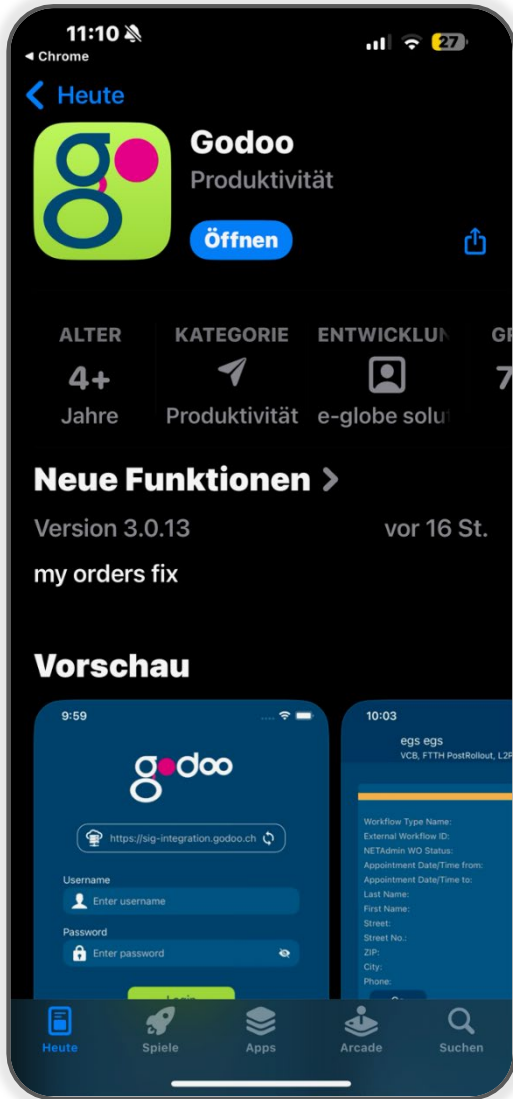 11:10
27
Chrome
Heute
Godoo
Produktivität
Öffnen
ALTER
4+
Jahre
KATEGORIE
Produktivität
ENTWICKLUN
e-globe solu
7
Neue Funktionen
Version 3.0.13
vor 16 St.
my orders fix
Vorschau
9:59
godoo
https://sig-integration.godoo.ch
Username
Enter username
Password
Enter password
10:03
egs egs
VCB, FTTH PostRollout, L2P
Workflow Type Name:
External Workflow ID:
NETAdmin WO Status:
Appointment Date/Time from:
Appointment Date/Time to:
Last Name:
First Name:
Street:
Street No.:
ZIP:
City:
Phone:
Heute
Spiele
Apps
Arcade
Suchen